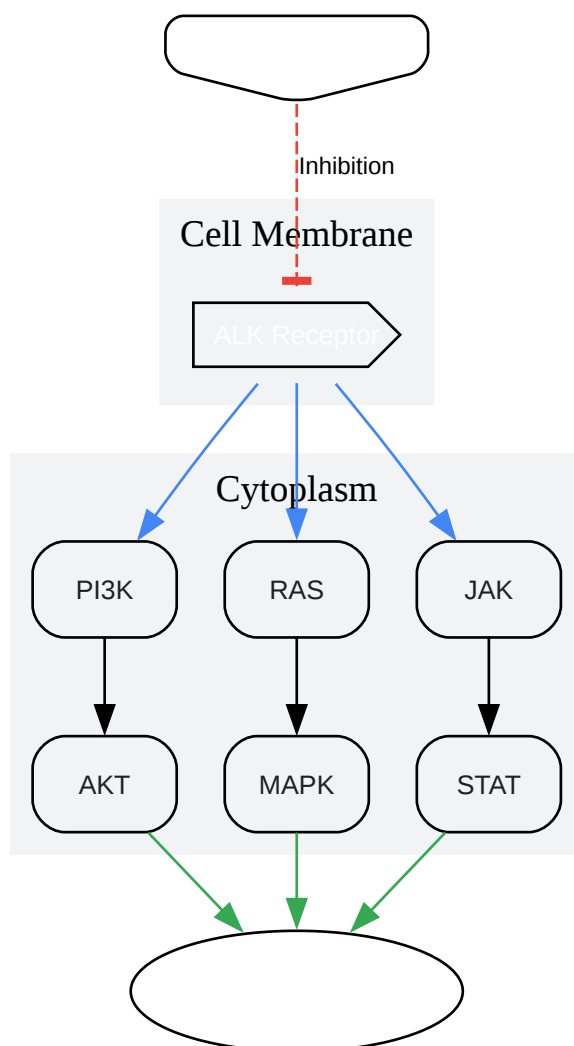 Inhibition
Cell Membrane
ALK Receptor
Cytoplasm
PI3K
RAS
JAK
AKT
MAPK
STAT